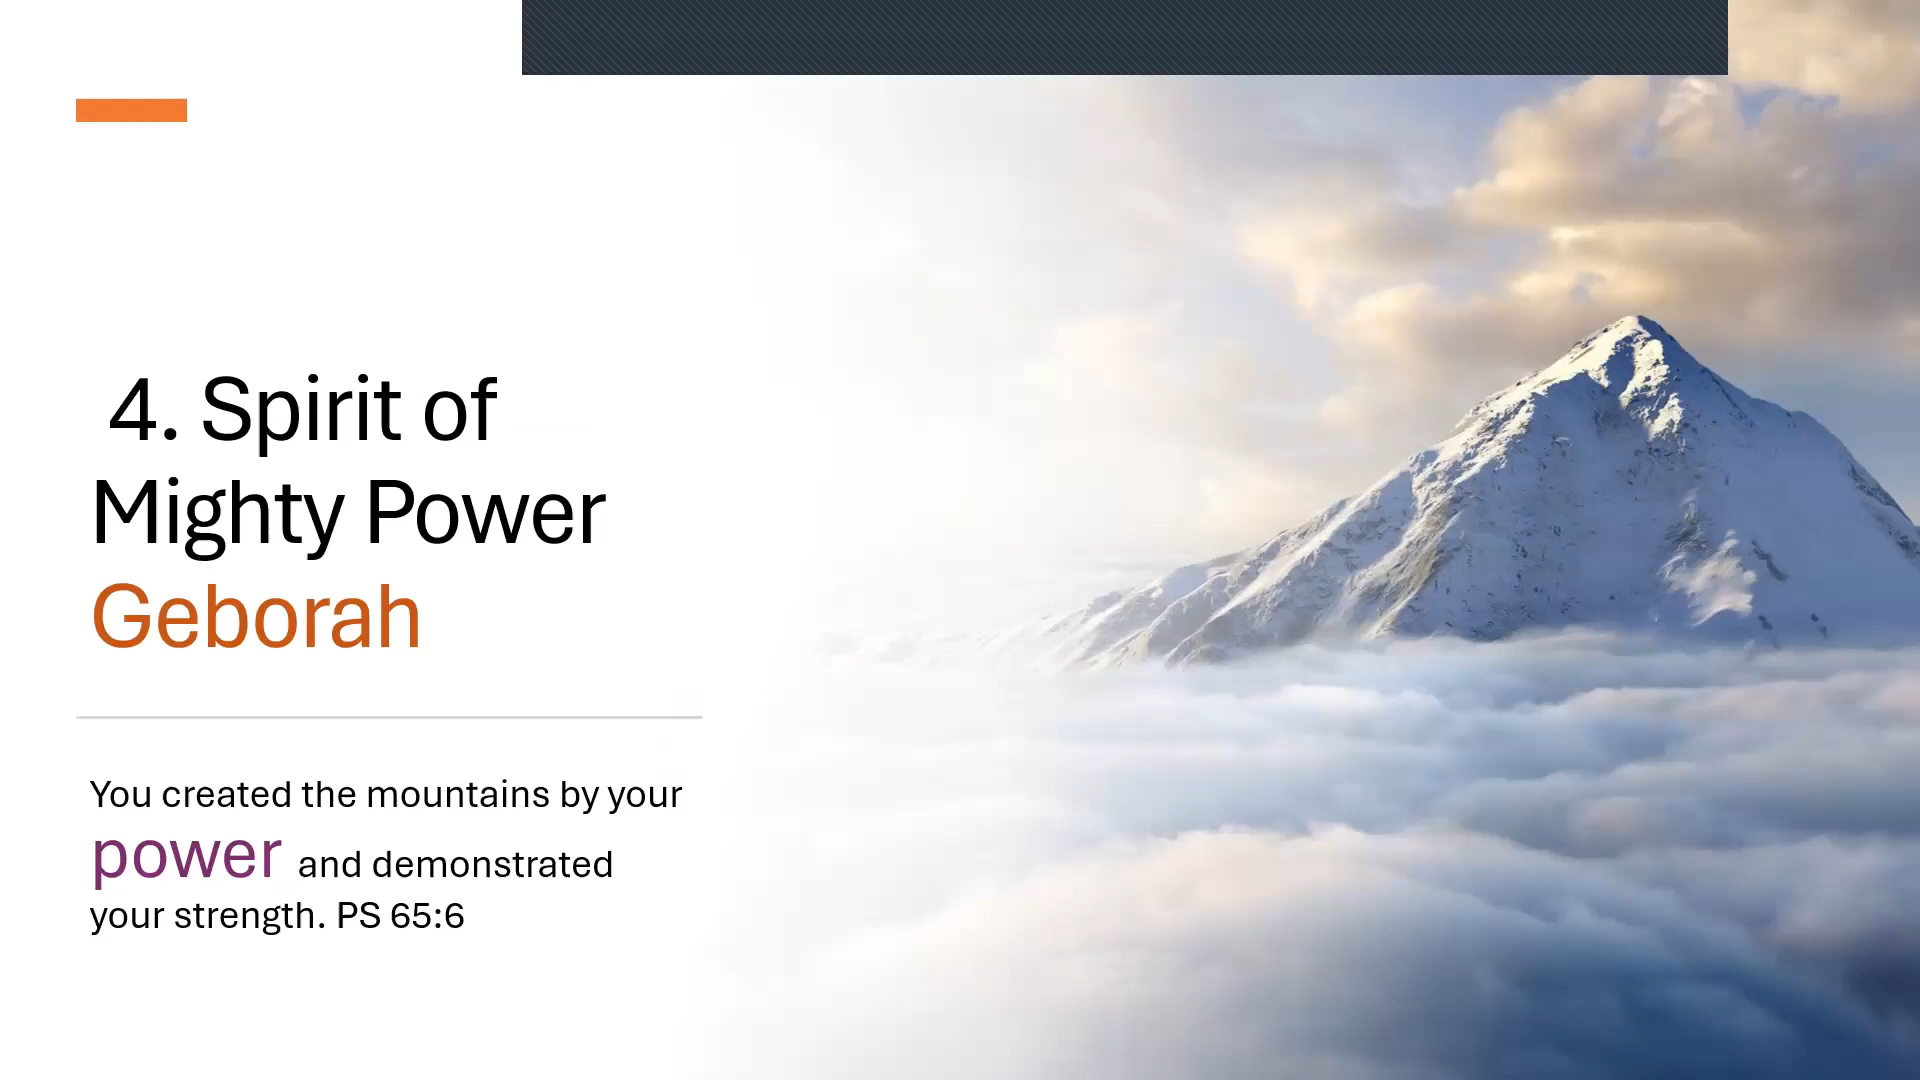 4. Spirit of
Mighty Power
Geborah
You created the mountains by your
power and demonstrated
your strength. PS 65:6